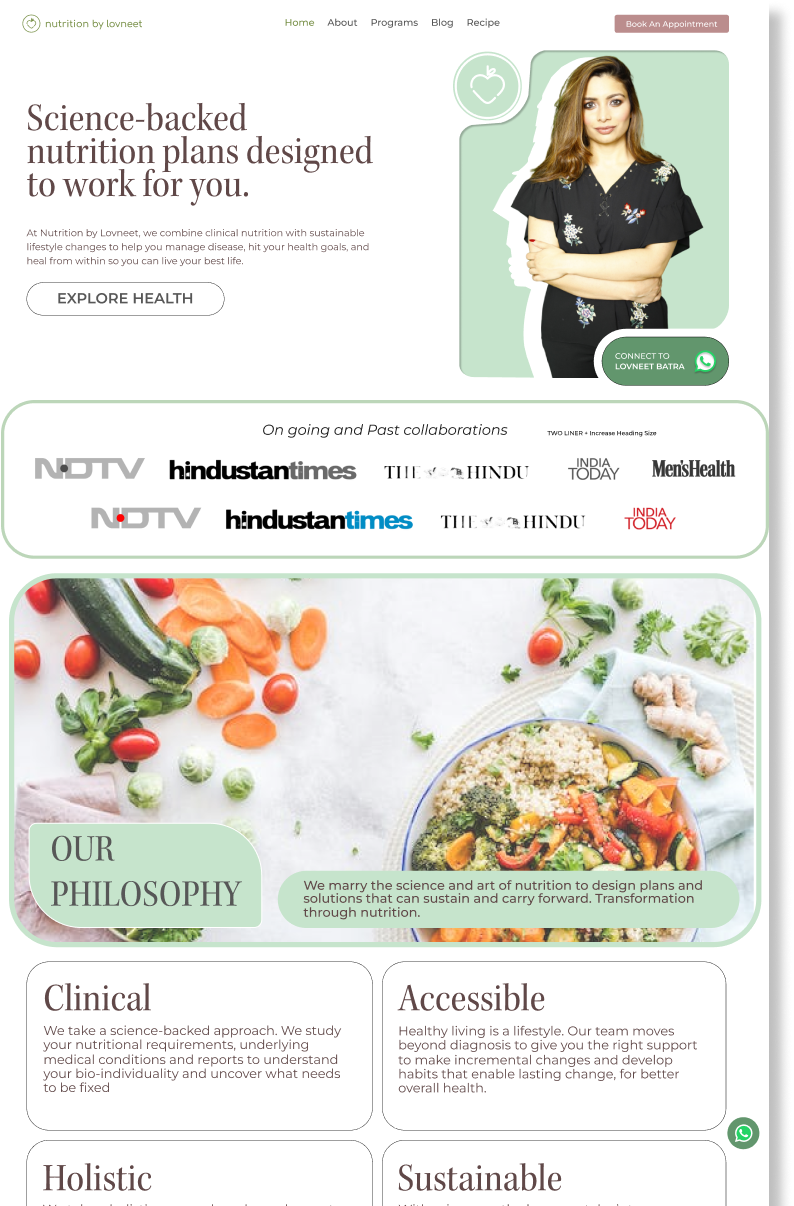 nutrition by lovneet
Home About Programs Blog Recipe
Book An Appointment
Science-backed
nutrition plans designed
to work for you.
At Nutrition by Lovneet, we combine clinical nutrition with sustainable
lifestyle changes to help you manage disease, hit your health goals, and
heal from within so you can live your best life.
EXPLORE HEALTH
CONNECT TO
LOVNEET BATRA
On going and Past collaborations
TWO LINER + Increase Heading Size
NDTV hindustantimes THE HINDU INDIA TODAY Men'sHealth
NDTV hindustantimes THE HINDU INDIA TODAY
OUR
PHILOSOPHY
We marry the science and art of nutrition to design plans and
solutions that can sustain and carry forward. Transformation
through nutrition.
Clinical
We take a science-backed approach. We study
your nutritional requirements, underlying
medical conditions and reports to understand
your bio-individuality and uncover what needs
to be fixed
Accessible
Healthy living is a lifestyle. Our team moves
beyond diagnosis to give you the right support
to make incremental changes and develop
habits that enable lasting change, for better
overall health.
Holistic
Sustainable